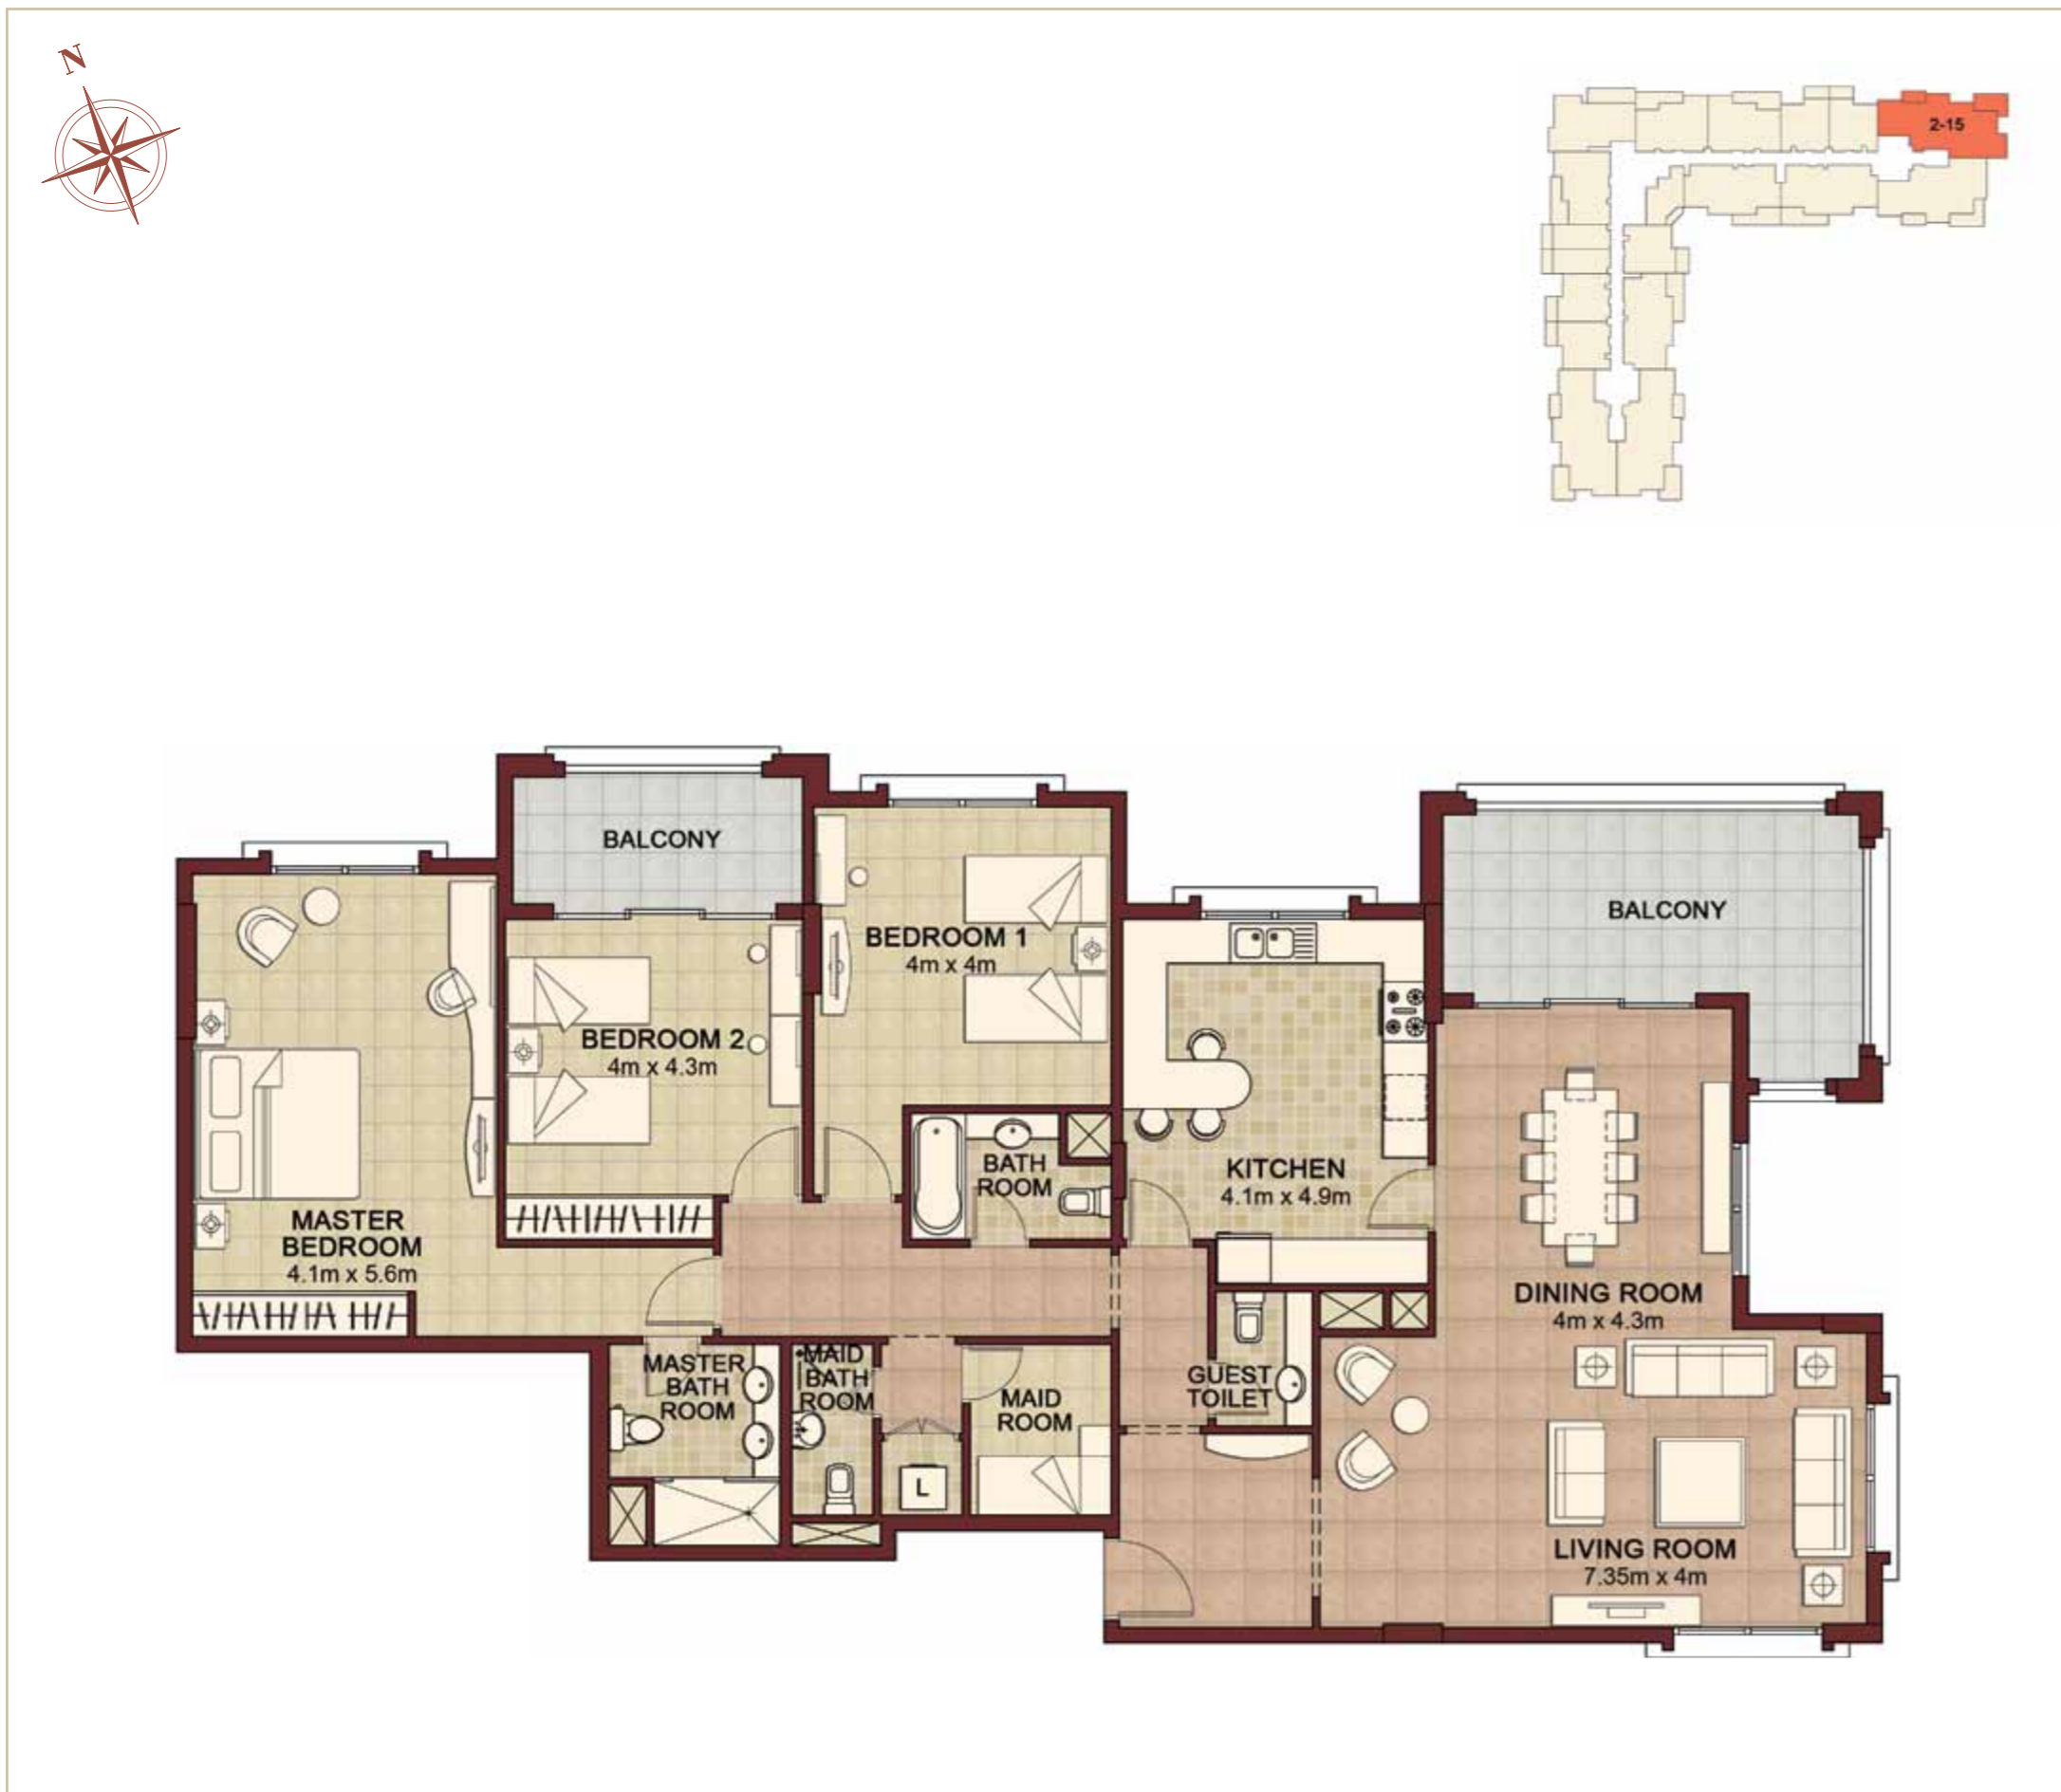 N
2-15
BALCONY
BALCONY
BEDROOM 1
4m x 4m
BEDROOM 2
4m x 4.3m
BATH
ROOM
KITCHEN
4.1m x 4.9m
MASTER
BEDROOM
4.1m x 5.6m
DINING ROOM
4m x 4.3m
MASTER
BATH
ROOM
MAID
BATH
ROOM
MAID
ROOM
GUEST
TOILET
L
LIVING ROOM
7.35m x 4m